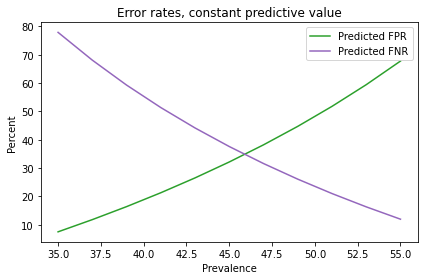 Error rates, constant predictive value
Predicted FPR
Predicted FNR
Percent
80
70
60
50
40
30
20
10
35.0 37.5 40.0 42.5 45.0 47.5 50.0 52.5 55.0
Prevalence